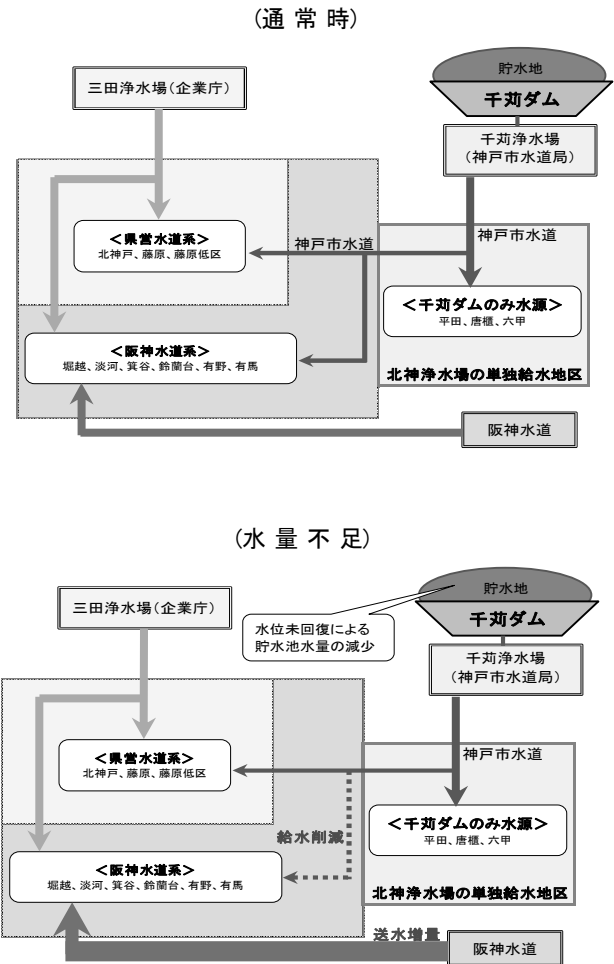 (通 常 時)
貯水地
千苅ダム
三田浄水場(企業庁)
千苅浄水場
(神戸市水道局)
神戸市水道
神戸市水道
<県営水道系>
北神戸、藤原、藤原低区
<千苅ダムのみ水源>
平田、唐櫃、六甲
<阪神水道系>
堀越、淡河、箕谷、鈴蘭台、有野、有馬
北神浄水場の単独給水地区
阪神水道
(水 量 不 足)
貯水地
千苅ダム
三田浄水場(企業庁)
水位未回復による
貯水池水量の減少
千苅浄水場
(神戸市水道局)
神戸市水道
<県営水道系>
北神戸、藤原、藤原低区
<千苅ダムのみ水源>
平田、唐櫃、六甲
給水削減
<阪神水道系>
堀越、淡河、箕谷、鈴蘭台、有野、有馬
北神浄水場の単独給水地区
送水増量
阪神水道